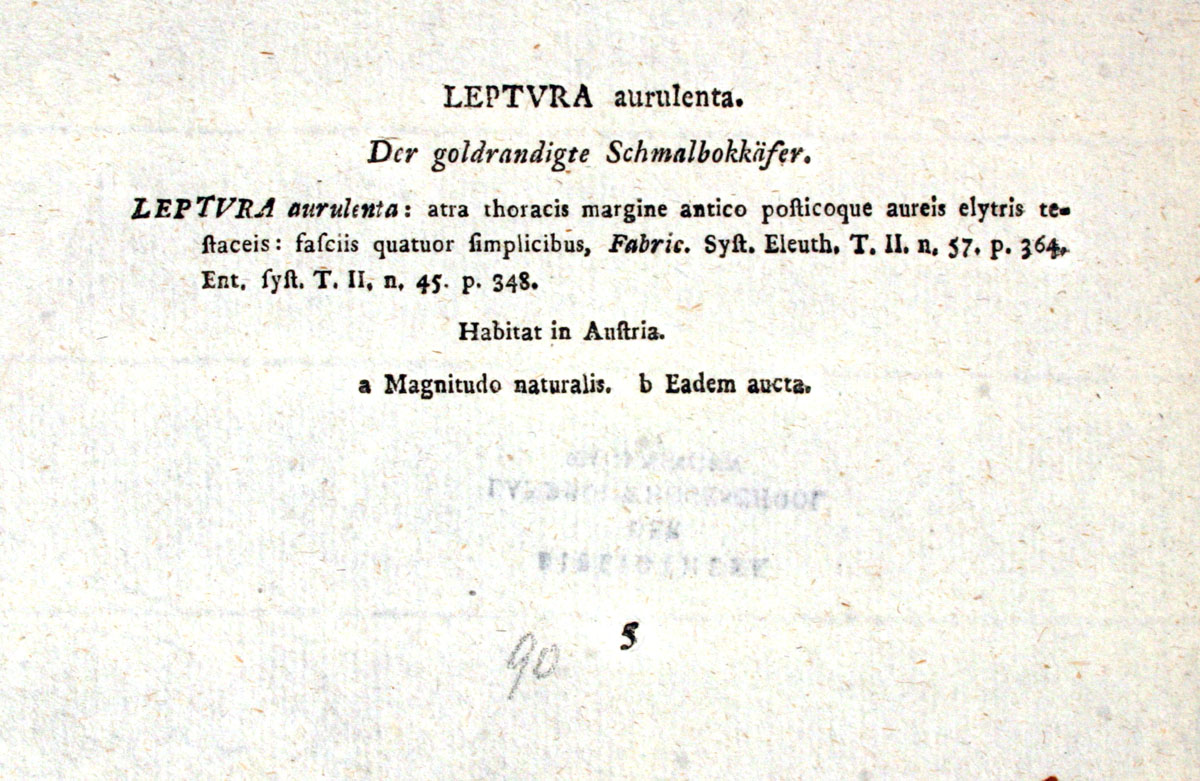 LEPTVRA aurulenta.
Der goldrandigte Schmalbokkäfer.
LEPTVRA aurulenta: atra thoracis margine antico poſticoque aureis elytris te-
ſtaceis: faſciis quatuor ſimplicibus, Fabric. Syſt. Eleuth. T. II. n. 57. p. 364.
Ent. ſyſt. T. II. n. 45. p. 348.
Habitat in Auſtria.
a Magnitudo naturalis. b Eadem aucta.
5
90